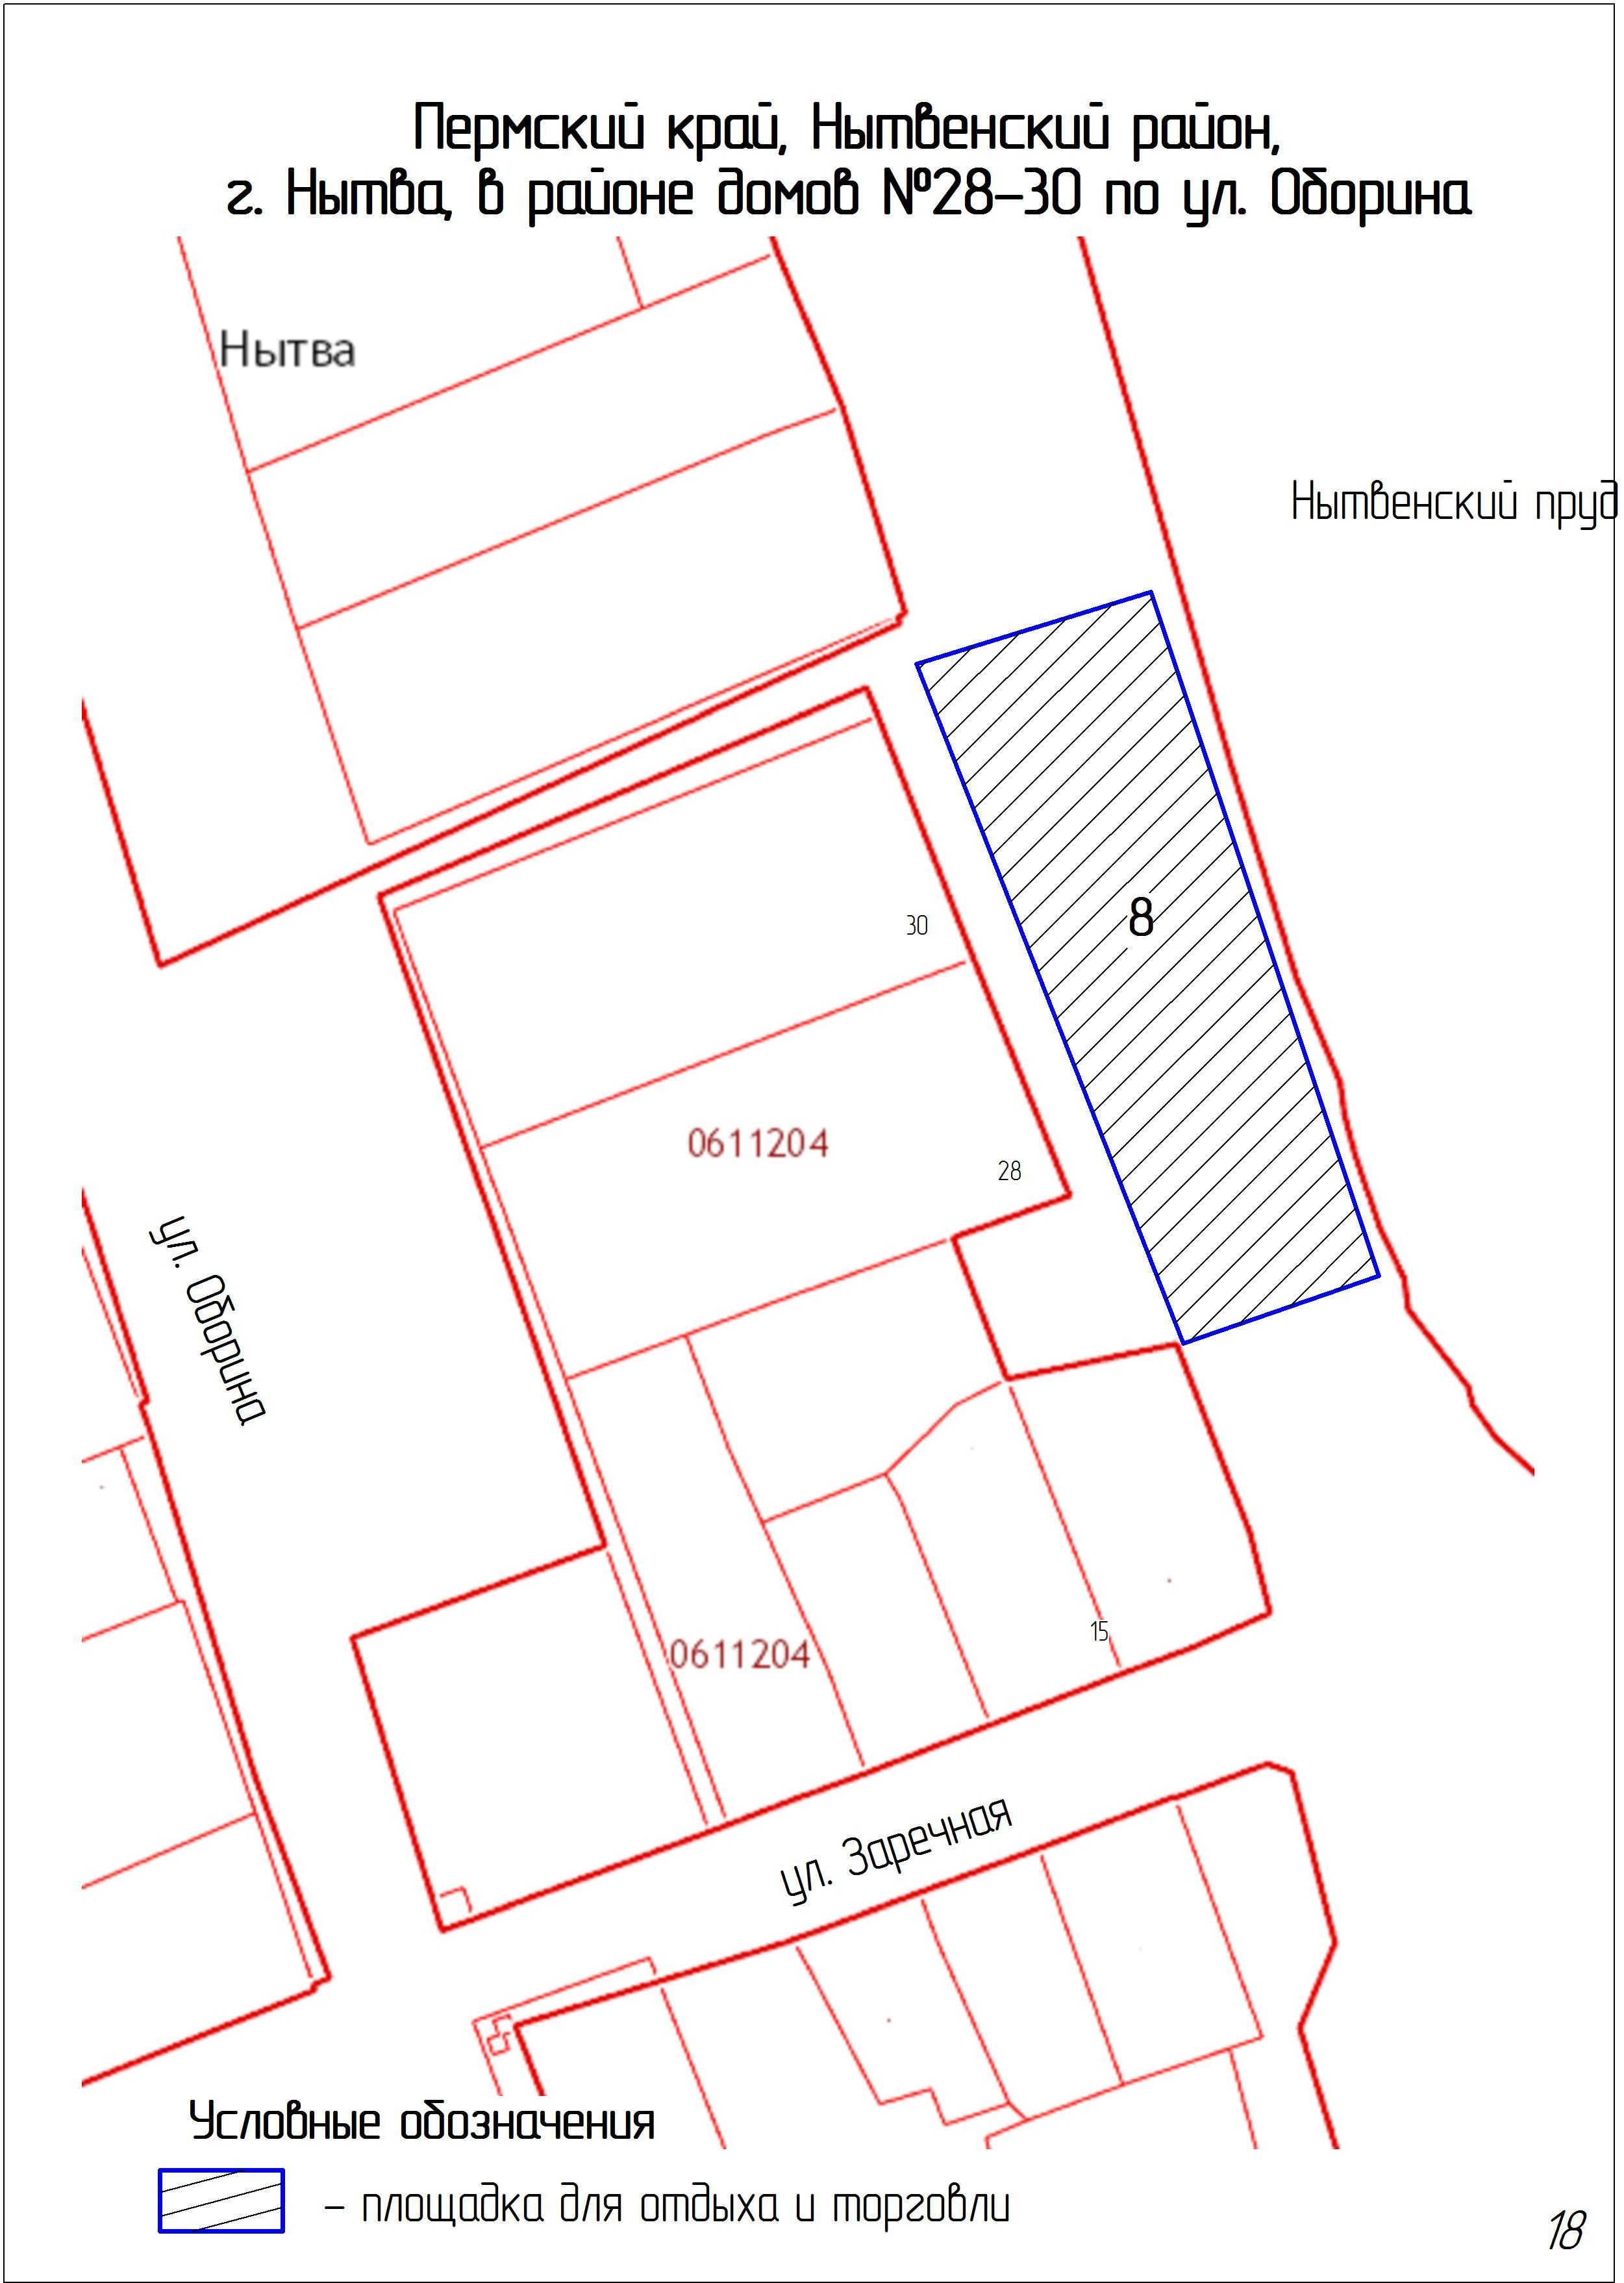 Пермский край, Нытвенский район,
г. Нытва, в районе домов №28-30 по ул. Оборина
Нытва
Нытвенский пруд
8
30
0611204
28
ул. Оборина
15
0611204
ул. Заречная
Условные обозначения
- площадка для отдыха и торговли
18